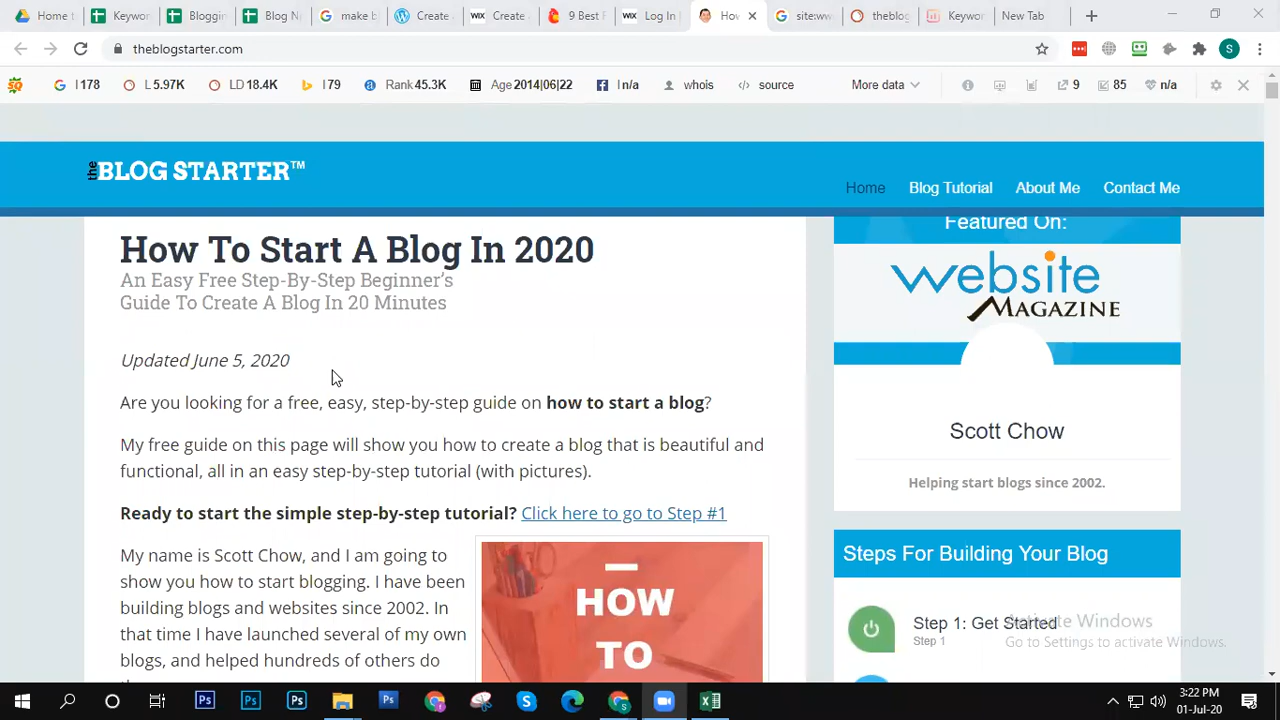 Home f
Keywor
Bloggin
Blog N
make b
Create
WIX
Create
9 Best F
WIX
Log In |
How
site:ww
theblog
Keywo
New Tab
theblogstarter.com
S
SQ
I 178
L 5.97K
LD 18.4K
I 79
Rank 45.3K
Age 2014|06|22
I n/a
whois
source
More data
9
85
n/a
the BLOG STARTER™
Home
Blog Tutorial
About Me
Contact Me
How To Start A Blog In 2020
An Easy Free Step-By-Step Beginner's
Guide To Create A Blog In 20 Minutes
Updated June 5, 2020
Are you looking for a free, easy, step-by-step guide on how to start a blog?
My free guide on this page will show you how to create a blog that is beautiful and
functional, all in an easy step-by-step tutorial (with pictures).
Ready to start the simple step-by-step tutorial? Click here to go to Step #1
My name is Scott Chow, and I am going to
show you how to start blogging. I have been
building blogs and websites since 2002. In
that time I have launched several of my own
blogs, and helped hundreds of others do
HOW
TO
Featured On:
website
MAGAZINE
Scott Chow
Helping start blogs since 2002.
Steps For Building Your Blog
Step 1: Get Started
Step 1
Activate Windows
Go to Settings to activate Windows.
Ps
Ps
Ps
Ps
3:22 PM
01-Jul-20